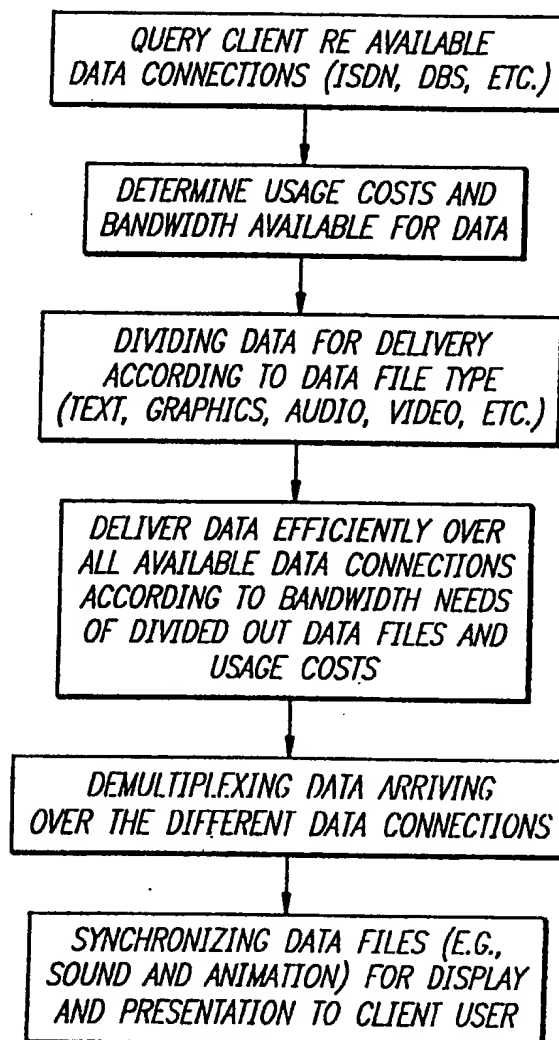 QUERY CLIENT RE AVAILABLE
DATA CONNECTIONS (ISDN, DBS, ETC.)
DETERMINE USAGE COSTS AND
BANDWIDTH AVAILABLE FOR DATA
DIVIDING DATA FOR DELIVERY
ACCORDING TO DATA FILE TYPE
(TEXT, GRAPHICS, AUDIO, VIDEO, ETC.)
DELIVER DATA EFFICIENTLY OVER
ALL AVAILABLE DATA CONNECTIONS
ACCORDING TO BANDWIDTH NEEDS
OF DIVIDED OUT DATA FILES AND
USAGE COSTS
DEMULTIPLEXING DATA ARRIVING
OVER THE DIFFERENT DATA CONNECTIONS
SYNCHRONIZING DATA FILES (E.G.,
SOUND AND ANIMATION) FOR DISPLAY
AND PRESENTATION TO CLIENT USER